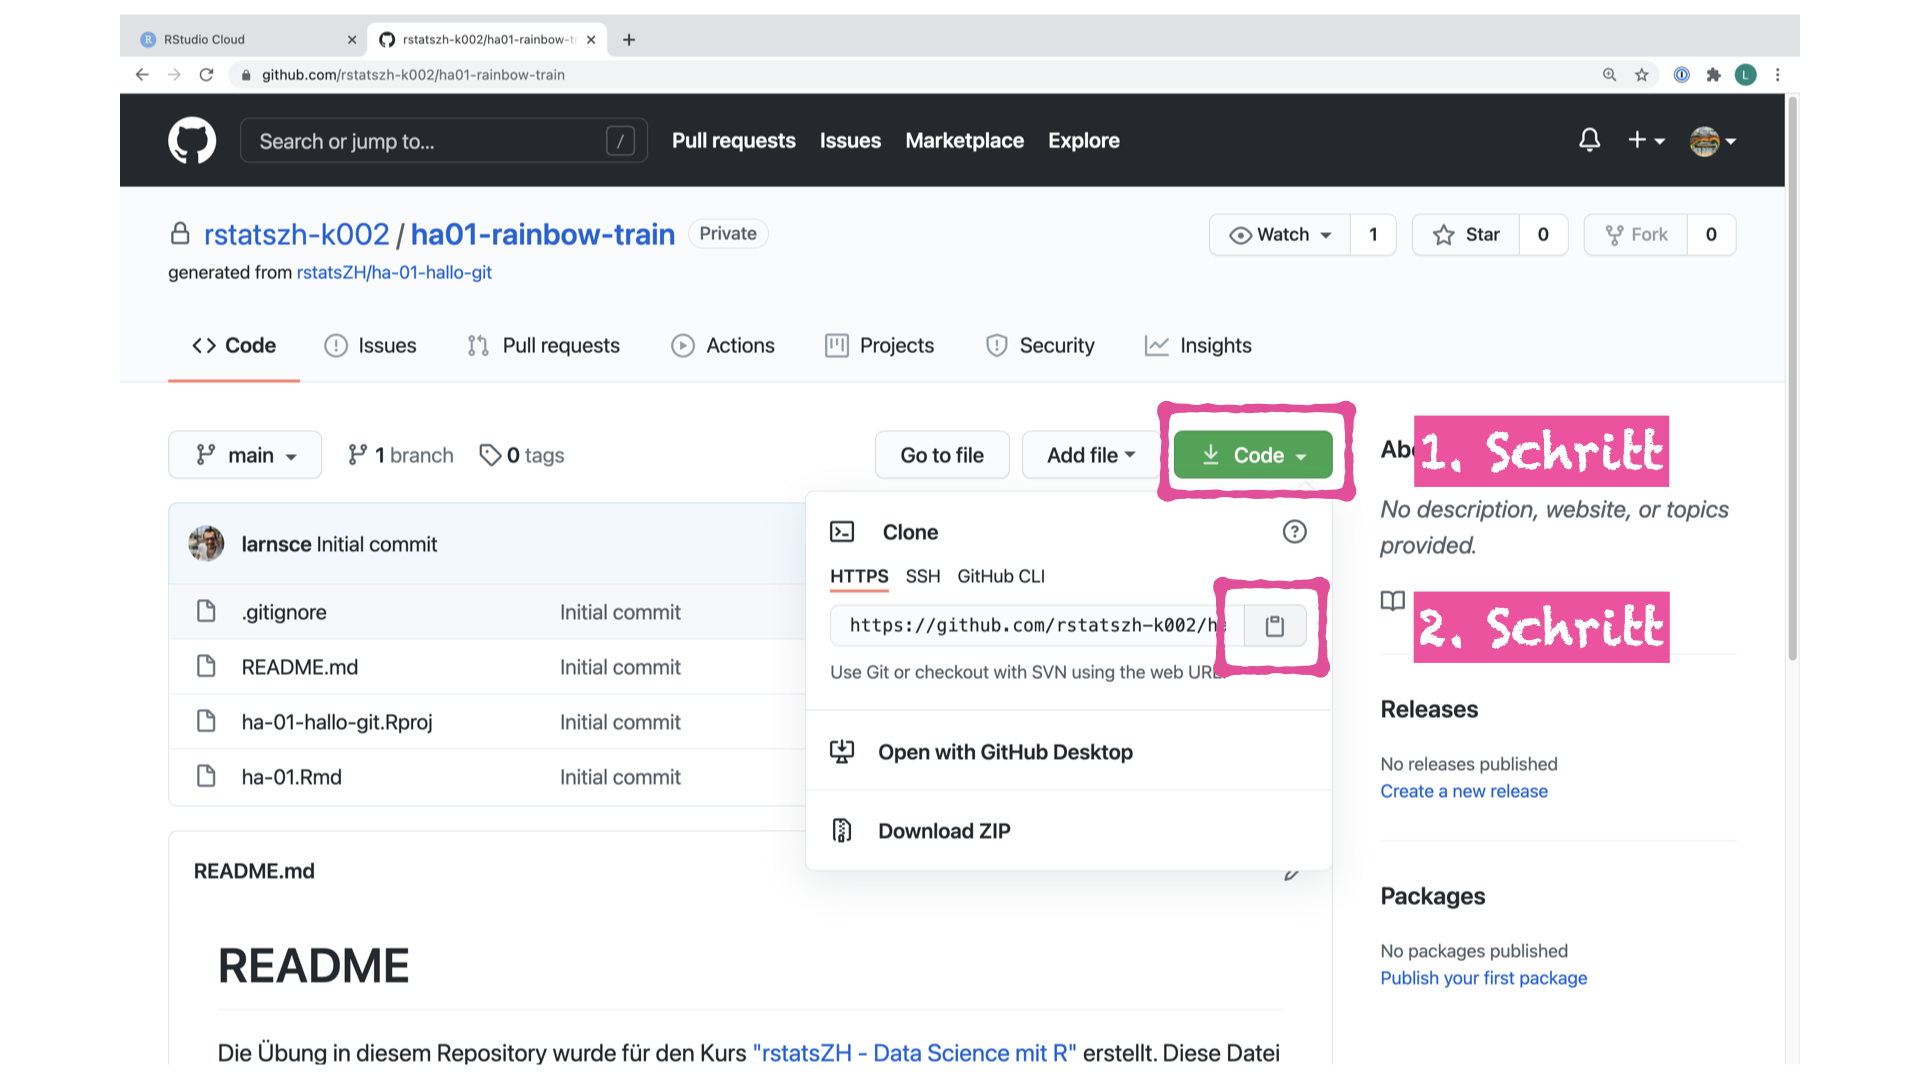 RStudio Cloud
rstatszh-k002/ha01-rainbow-tr
github.com/rstatszh-k002/ha01-rainbow-train
L
Search or jump to...
/
Pull requests
Issues
Marketplace
Explore
rstatszh-k002 / ha01-rainbow-train
Private
generated from rstatsZH/ha-01-hallo-git
Watch 1
Star 0
Fork 0
Code
Issues
Pull requests
Actions
Projects
Security
Insights
main
1 branch
0 tags
Go to file
Add file
Code
1. Schritt
larnsce Initial commit
.gitignore Initial commit
README.md Initial commit
ha-01-hallo-git.Rproj Initial commit
ha-01.Rmd Initial commit
Clone
HTTPS SSH GitHub CLI
https://github.com/rstatszh-k002/h
2. Schritt
Use Git or checkout with SVN using the web URL.
Open with GitHub Desktop
Download ZIP
No description, website, or topics
provided.
Releases
No releases published
Create a new release
Packages
No packages published
Publish your first package
README.md
README
Die Übung in diesem Repository wurde für den Kurs "rstatsZH - Data Science mit R" erstellt. Diese Datei